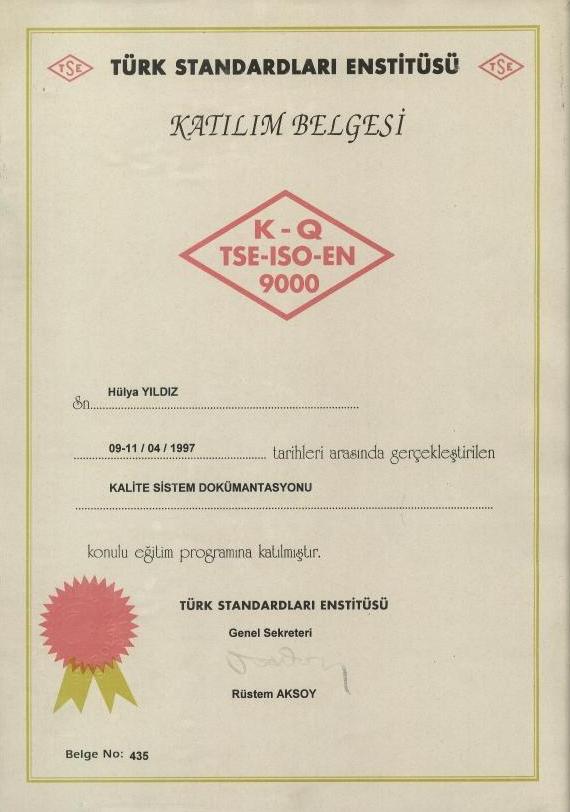 TSE TÜRK STANDARDLARI ENSTİTÜSÜ TSE
KATILIM BELGESİ
K - Q
TSE-ISO-EN
9000
Sn. Hülya YILDIZ
09-11 / 04 / 1997 tarihleri arasında gerçekleştirilen
KALİTE SİSTEM DOKÜMANTASYONU
konulu eğitim programına katılmıştır.
TÜRK STANDARDLARI ENSTİTÜSÜ
Genel Sekreteri
Rüstem AKSOY
Belge No: 435